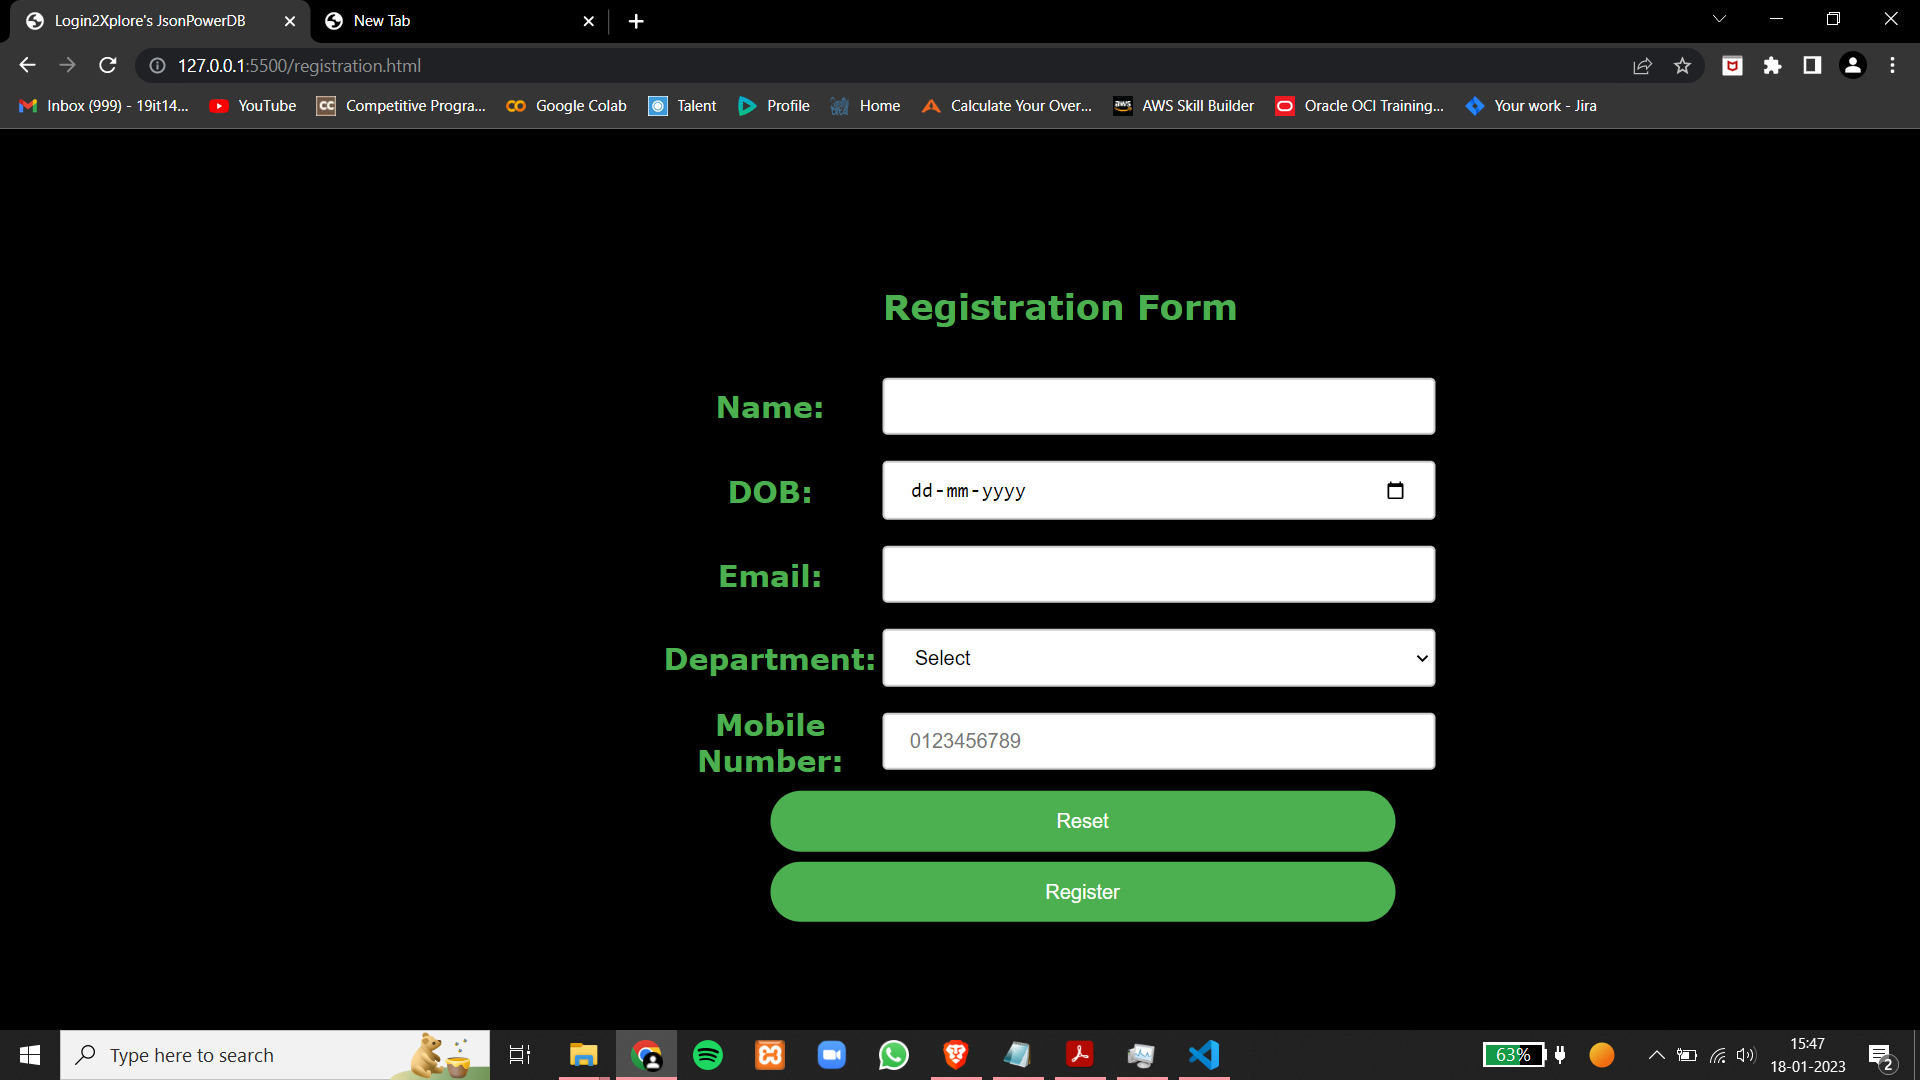 Login2Xplore's JsonPowerDB
New Tab
127.0.0.1:5500/registration.html
Inbox (999) - 19it14...
YouTube
CC
Competitive Progra...
Google Colab
Talent
Profile
Home
Calculate Your Over...
aws
AWS Skill Builder
Oracle OCI Training...
Your work - Jira
Registration Form
Name:
DOB:
dd-mm-yyyy
Email:
Department:
Select
Mobile
Number:
0123456789
Reset
Register
Type here to search
63%
15:47
18-01-2023
2